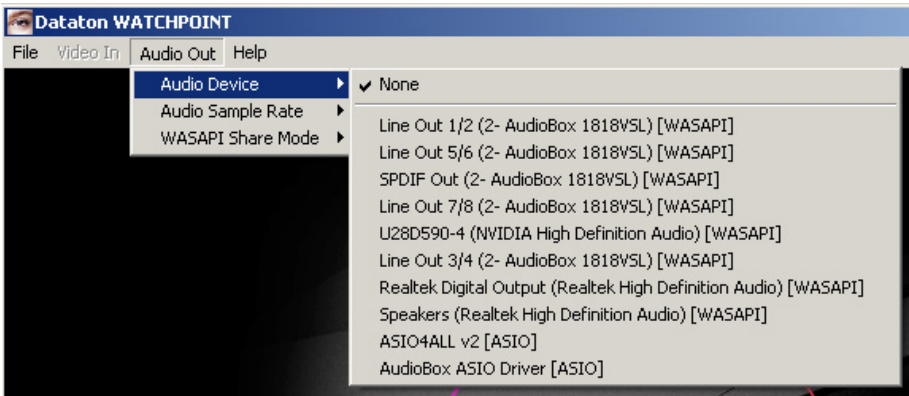 Dataton WATCHPOINT
File Video In Audio Out Help
Audio Device
Audio Sample Rate
WASAPI Share Mode
None
Line Out 1/2 (2- AudioBox 1818VSL) [WASAPI]
Line Out 5/6 (2- AudioBox 1818VSL) [WASAPI]
SPDIF Out (2- AudioBox 1818VSL) [WASAPI]
Line Out 7/8 (2- AudioBox 1818VSL) [WASAPI]
U28D590-4 (NVIDIA High Definition Audio) [WASAPI]
Line Out 3/4 (2- AudioBox 1818VSL) [WASAPI]
Realtek Digital Output (Realtek High Definition Audio) [WASAPI]
Speakers (Realtek High Definition Audio) [WASAPI]
ASIO4ALL v2 [ASIO]
AudioBox ASIO Driver [ASIO]